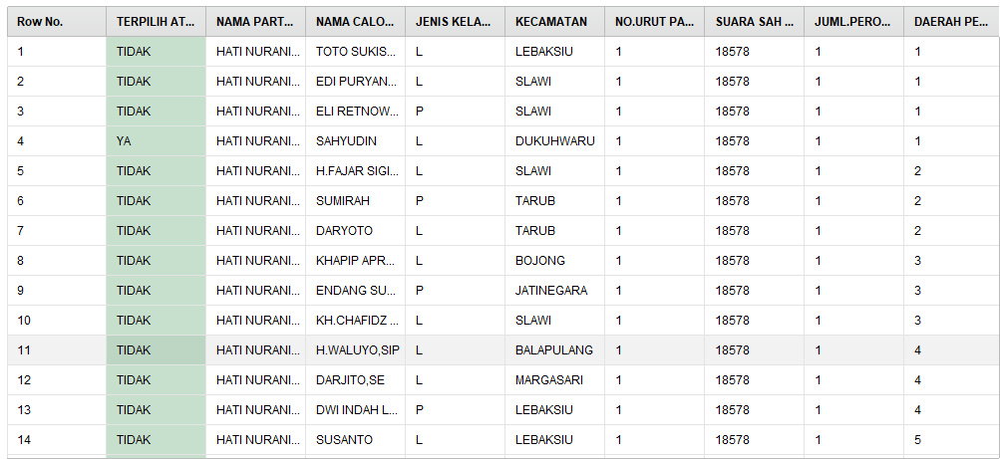 Row No. TERPILIH AT... NAMA PART... NAMA CALO... JENIS KELA... KECAMATAN NO.URUT PA... SUARA SAH ... JUML.PERO... DAERAH PE...
1 TIDAK HATI NURANI... TOTO SUKIS... L LEBAKSIU 1 18578 1 1
2 TIDAK HATI NURANI... EDI PURYAN... L SLAWI 1 18578 1 1
3 TIDAK HATI NURANI... ELI RETNOW... P SLAWI 1 18578 1 1
4 YA HATI NURANI... SAHYUDIN L DUKUHWARU 1 18578 1 1
5 TIDAK HATI NURANI... H.FAJAR SIGI... L SLAWI 1 18578 1 2
6 TIDAK HATI NURANI... SUMIRAH P TARUB 1 18578 1 2
7 TIDAK HATI NURANI... DARYOTO L TARUB 1 18578 1 2
8 TIDAK HATI NURANI... KHAPIP APR... L BOJONG 1 18578 1 3
9 TIDAK HATI NURANI... ENDANG SU... P JATINEGARA 1 18578 1 3
10 TIDAK HATI NURANI... KH.CHAFIDZ ... L SLAWI 1 18578 1 3
11 TIDAK HATI NURANI... H.WALUYO,SIP L BALAPULANG 1 18578 1 4
12 TIDAK HATI NURANI... DARJITO,SE L MARGASARI 1 18578 1 4
13 TIDAK HATI NURANI... DWI INDAH L... P LEBAKSIU 1 18578 1 4
14 TIDAK HATI NURANI... SUSANTO L LEBAKSIU 1 18578 1 5